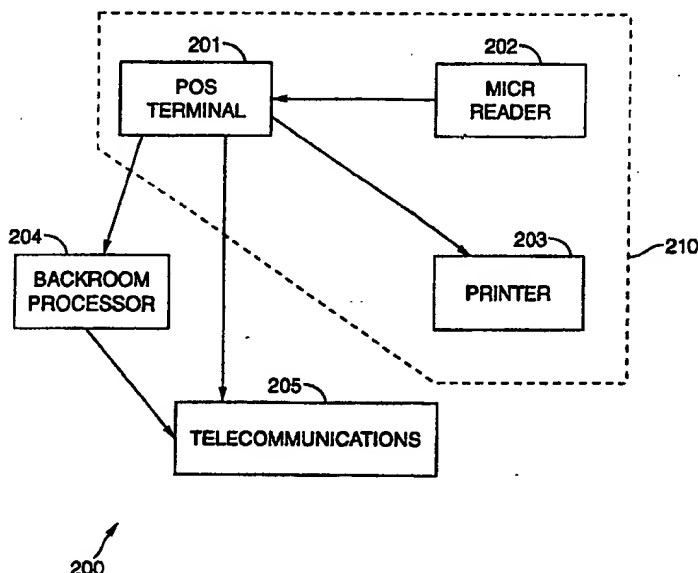 201
POS
TERMINAL
202
MICR
READER
204
BACKROOM
PROCESSOR
203
PRINTER
210
205
TELECOMMUNICATIONS
200